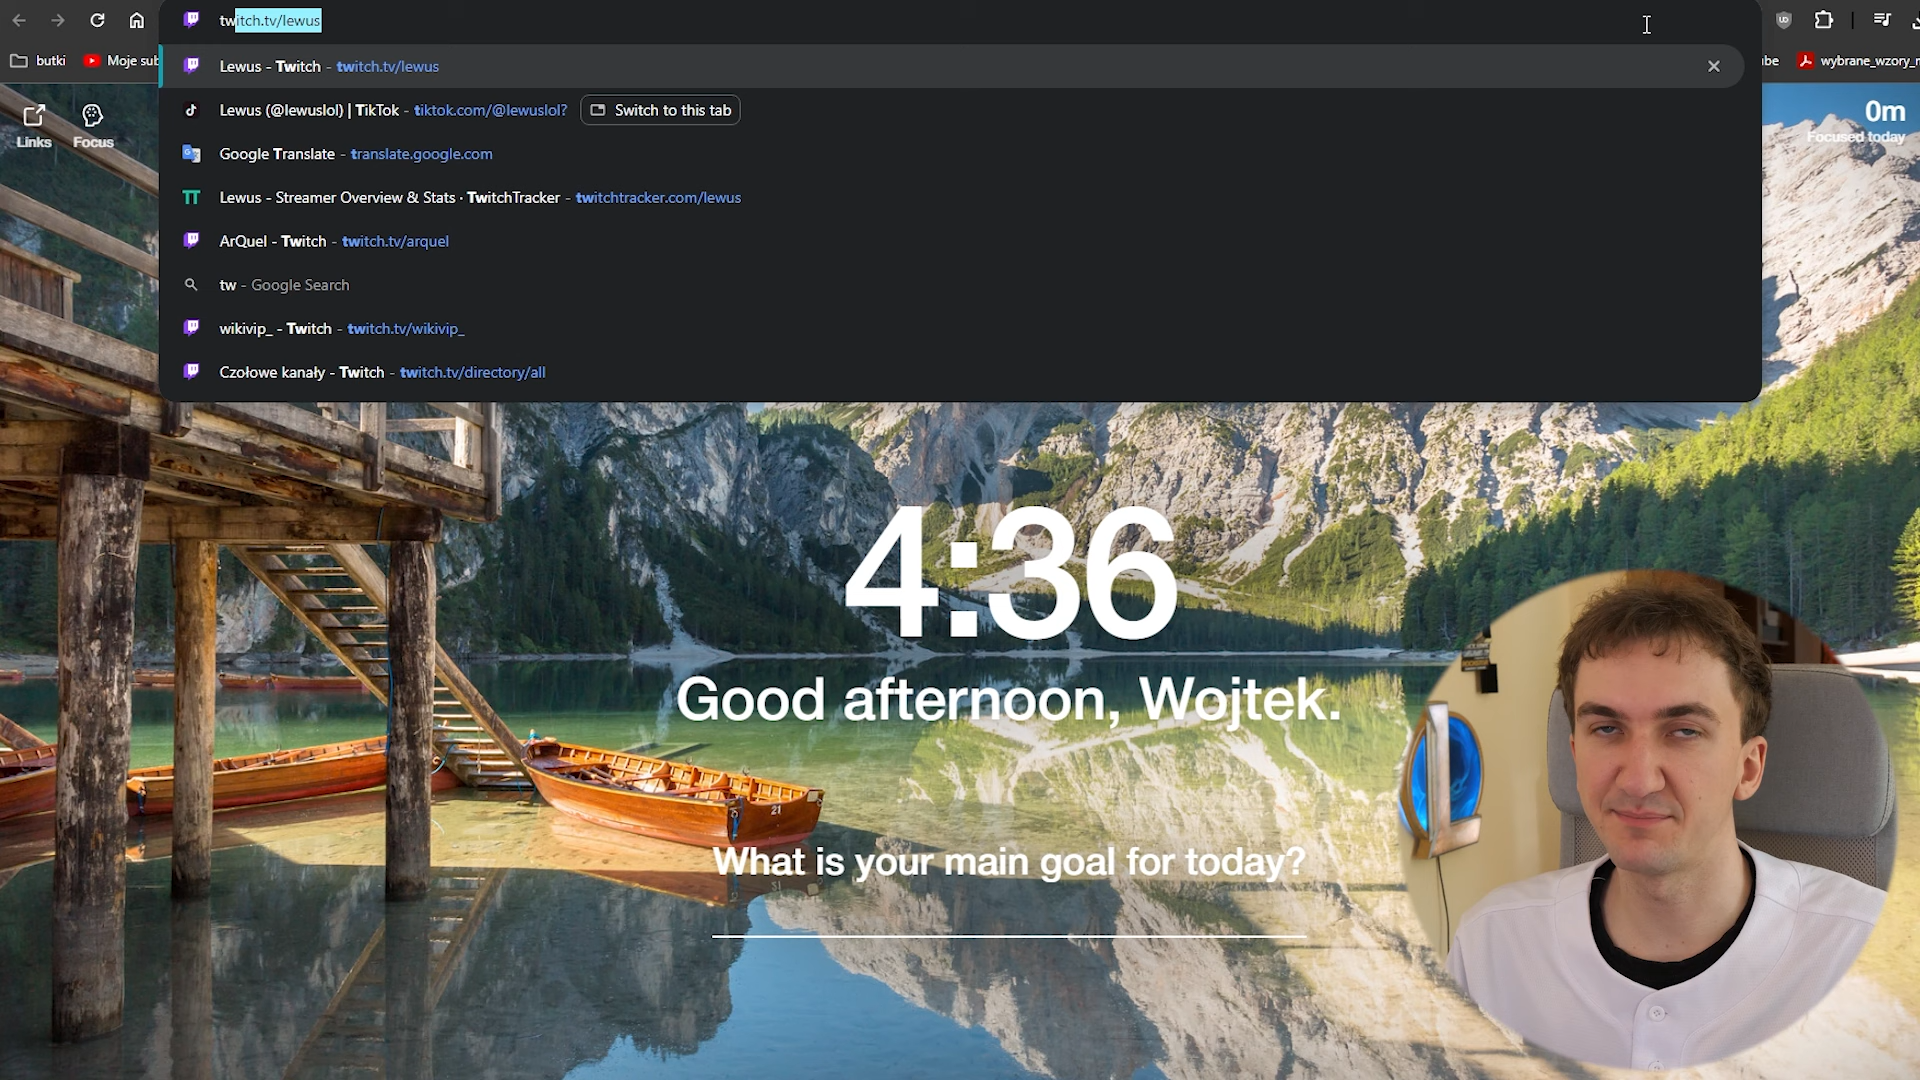 twitch.tv/lewus
butki
Moje sub
Lewus - Twitch - twitch.tv/lewus
be
wybrane_wzory_
Lewus (@lewuslol) | TikTok - tiktok.com/@lewuslol?
Switch to this tab
Links
Focus
0m
Focused today
Google Translate - translate.google.com
TT
Lewus - Streamer Overview & Stats · TwitchTracker - twitchtracker.com/lewus
ArQuel - Twitch - twitch.tv/arquel
tw - Google Search
wikivip_ - Twitch - twitch.tv/wikivip_
Czołowe kanały - Twitch - twitch.tv/directory/all
4:36
Good afternoon, Wojtek.
21
What is your main goal for today?